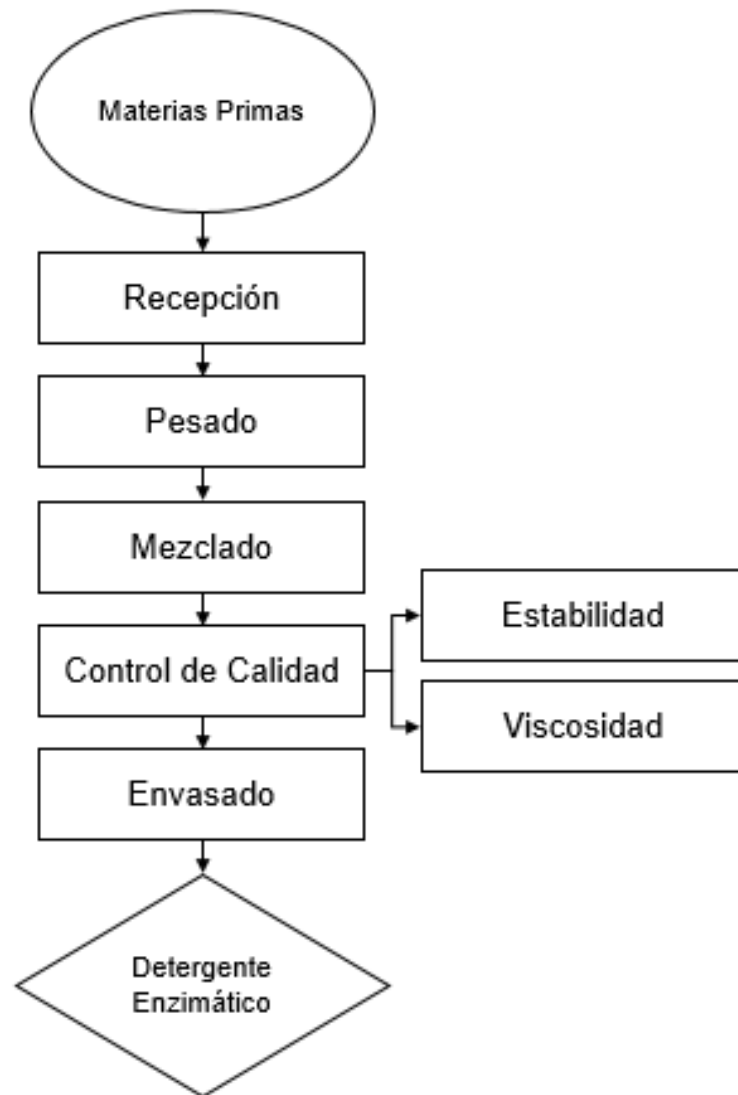 Materias Primas
Recepción
Pesado
Mezclado
Control de Calidad
Estabilidad
Viscosidad
Envasado
Detergente
Enzimático